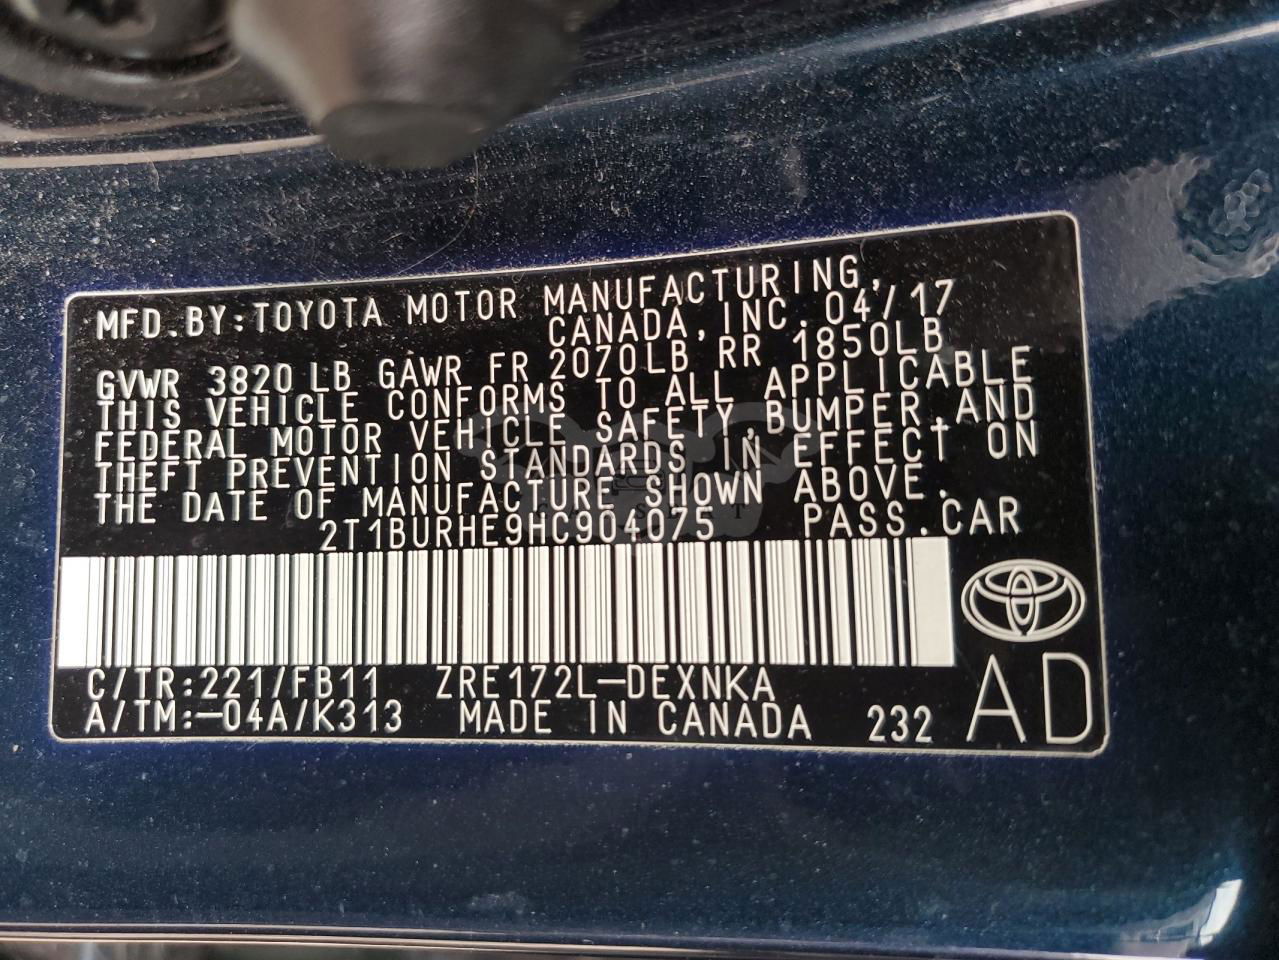 MFD.BY:TOYOTA MOTOR MANUFACTURING,
CANADA,INC. 04/17
GVWR 3820 LB GAWR FR 2070LB RR 1850LB
THIS VEHICLE CONFORMS TO ALL APPLICABLE
FEDERAL MOTOR VEHICLE SAFETY,BUMPER,AND
THEFT PREVENTION STANDARDS IN EFFECT ON
THE DATE OF MANUFACTURE SHOWN ABOVE.
2T1BURHE9HC904075 PASS.CAR
C/TR:221/FB11 ZRE172L-DEXNKA
A/TM:-04A/K313 MADE IN CANADA 232
AD